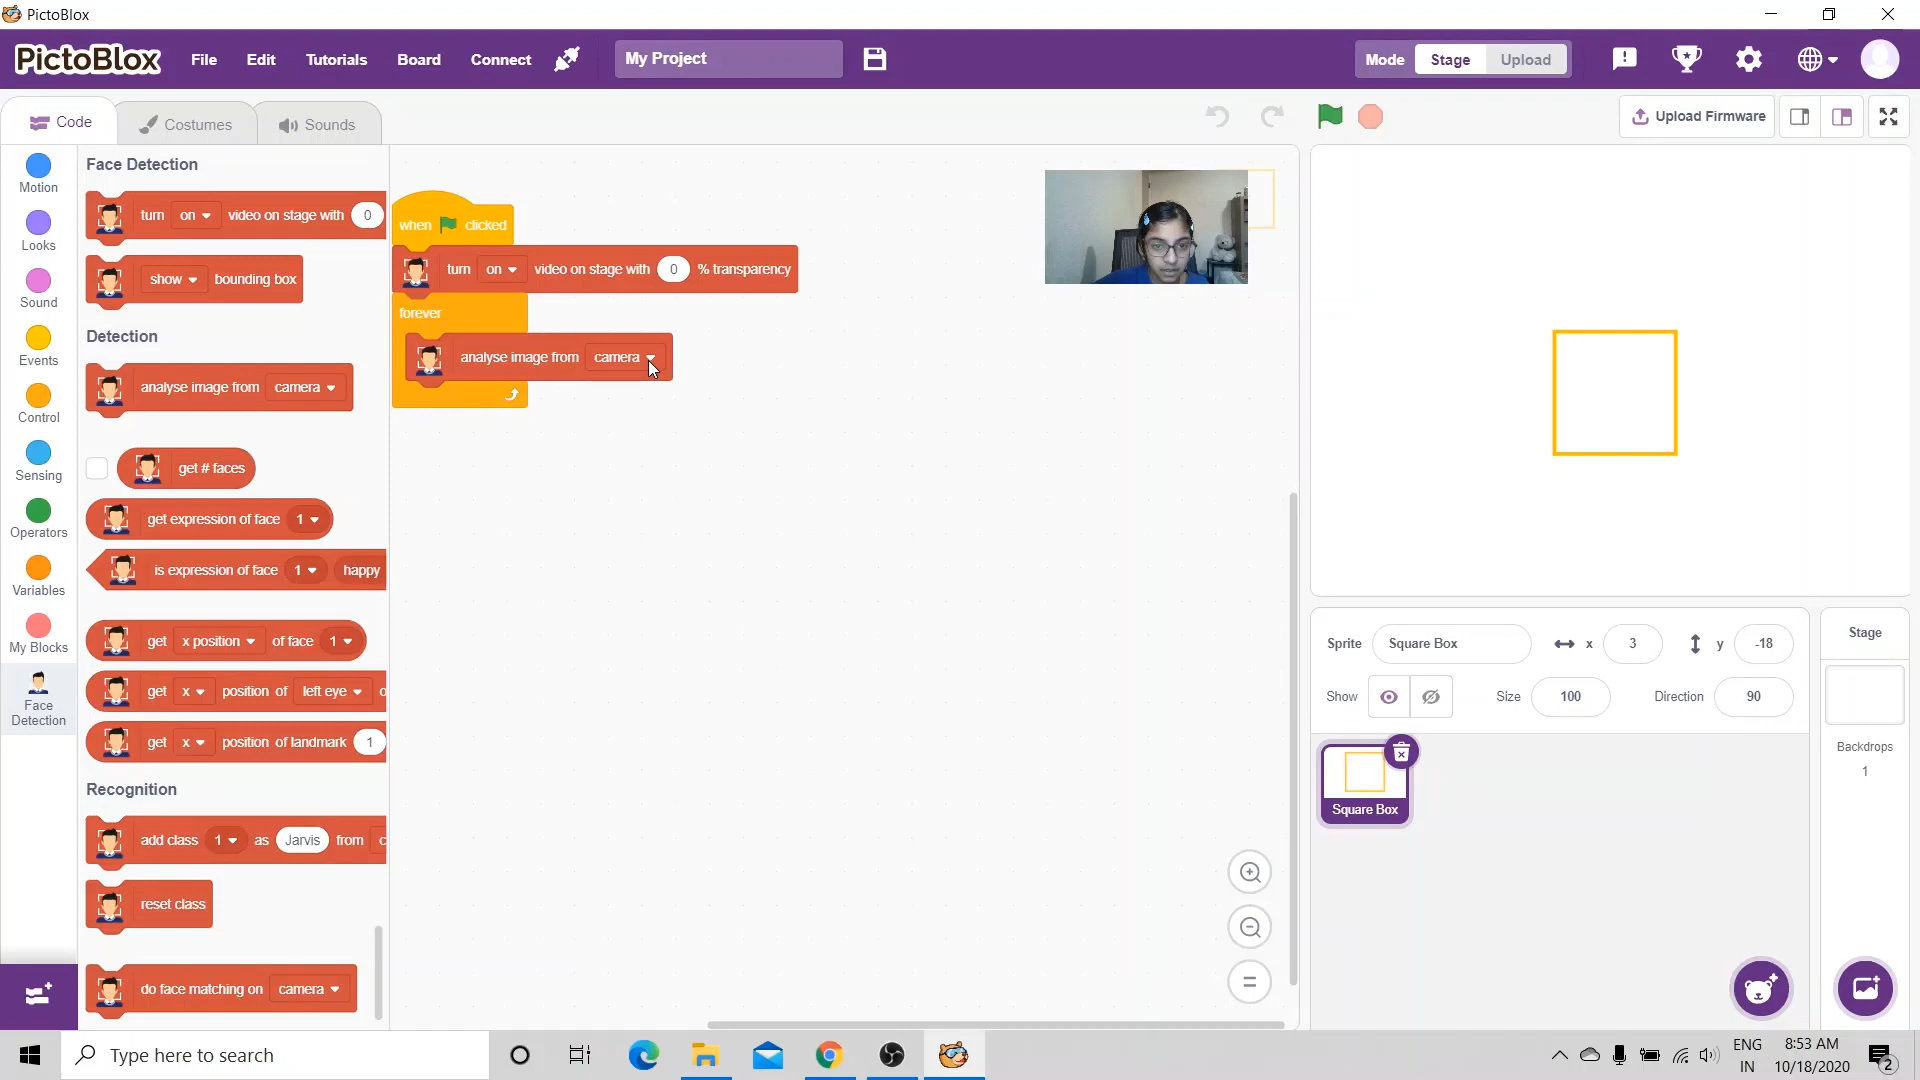 PictoBlox
PictoBlox File Edit Tutorials Board Connect My Project Mode Stage Upload
Code Costumes Sounds Upload Firmware
Motion
Looks
Sound
Events
Control
Sensing
Operators
Variables
My Blocks
Face
Detection
Face Detection
turn on video on stage with 0
show bounding box
Detection
analyse image from camera
get # faces
get expression of face 1
is expression of face 1 happy
get x position of face 1
get x position of left eye o
get x position of landmark 1
Recognition
add class 1 as Jarvis from c
reset class
do face matching on camera
when clicked
turn on video on stage with 0 % transparency
forever
analyse image from camera
Sprite Square Box x 3 y -18
Show Size 100 Direction 90
Square Box
Stage
Backdrops
1
Type here to search
ENG
IN
8:53 AM
10/18/2020
2